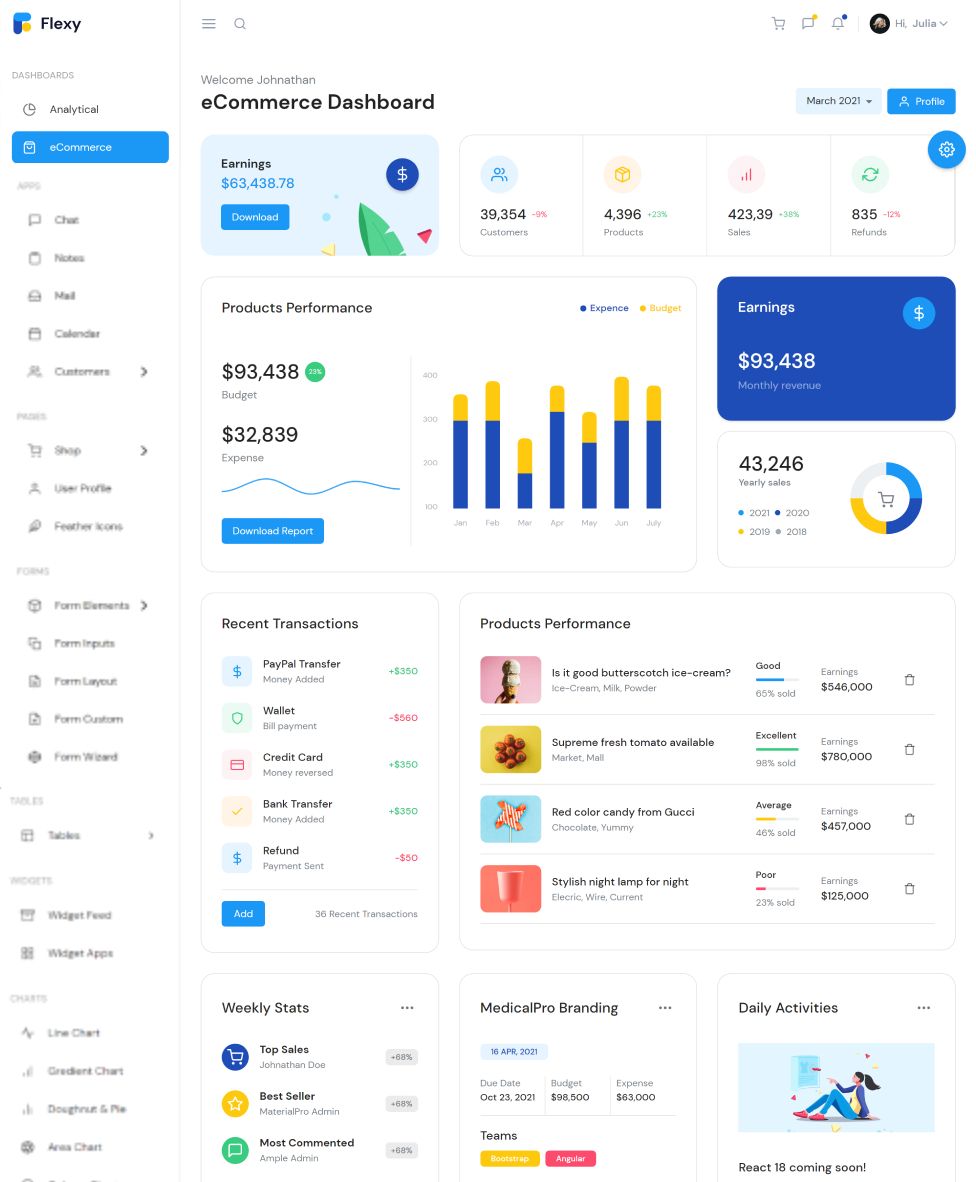 Flexy
Hi, Julia
DASHBOARDS
Analytical
eCommerce
APPS
Chat
Notes
Mail
Calendar
Customers
PAGES
Shop
User Profile
Feather Icons
FORMS
Form Elements
Form Inputs
Form Layout
Form Custom
Form Wizard
TABLES
Tables
WIDGETS
Widget Feed
Widget Apps
CHARTS
Line Chart
Gredient Chart
Doughnut & Pie
Area Chart
Welcome Johnathan
eCommerce Dashboard
March 2021
Profile
Earnings
$63,438.78
Download
39,354 -9%
Customers
4,396 +23%
Products
423,39 +38%
Sales
835 -12%
Refunds
Products Performance
Expence
Budget
$93,438 23%
Budget
$32,839
Expense
Download Report
400
300
200
100
Jan Feb Mar Apr May Jun July
Earnings
$93,438
Monthly revenue
43,246
Yearly sales
2021 2020
2019 2018
Recent Transactions
PayPal Transfer
Money Added
+$350
Wallet
Bill payment
-$560
Credit Card
Money reversed
+$350
Bank Transfer
Money Added
+$350
Refund
Payment Sent
-$50
Add
36 Recent Transactions
Products Performance
Is it good butterscotch ice-cream?
Ice-Cream, Milk, Powder
Good
65% sold
Earnings
$546,000
Supreme fresh tomato available
Market, Mall
Excellent
98% sold
Earnings
$780,000
Red color candy from Gucci
Chocolate, Yummy
Average
46% sold
Earnings
$457,000
Stylish night lamp for night
Elecric, Wire, Current
Poor
23% sold
Earnings
$125,000
Weekly Stats
Top Sales
Johnathan Doe
+68%
Best Seller
MaterialPro Admin
+68%
Most Commented
Ample Admin
+68%
MedicalPro Branding
16 APR, 2021
Due Date
Oct 23, 2021
Budget
$98,500
Expense
$63,000
Teams
Bootstrap
Angular
Daily Activities
React 18 coming soon!